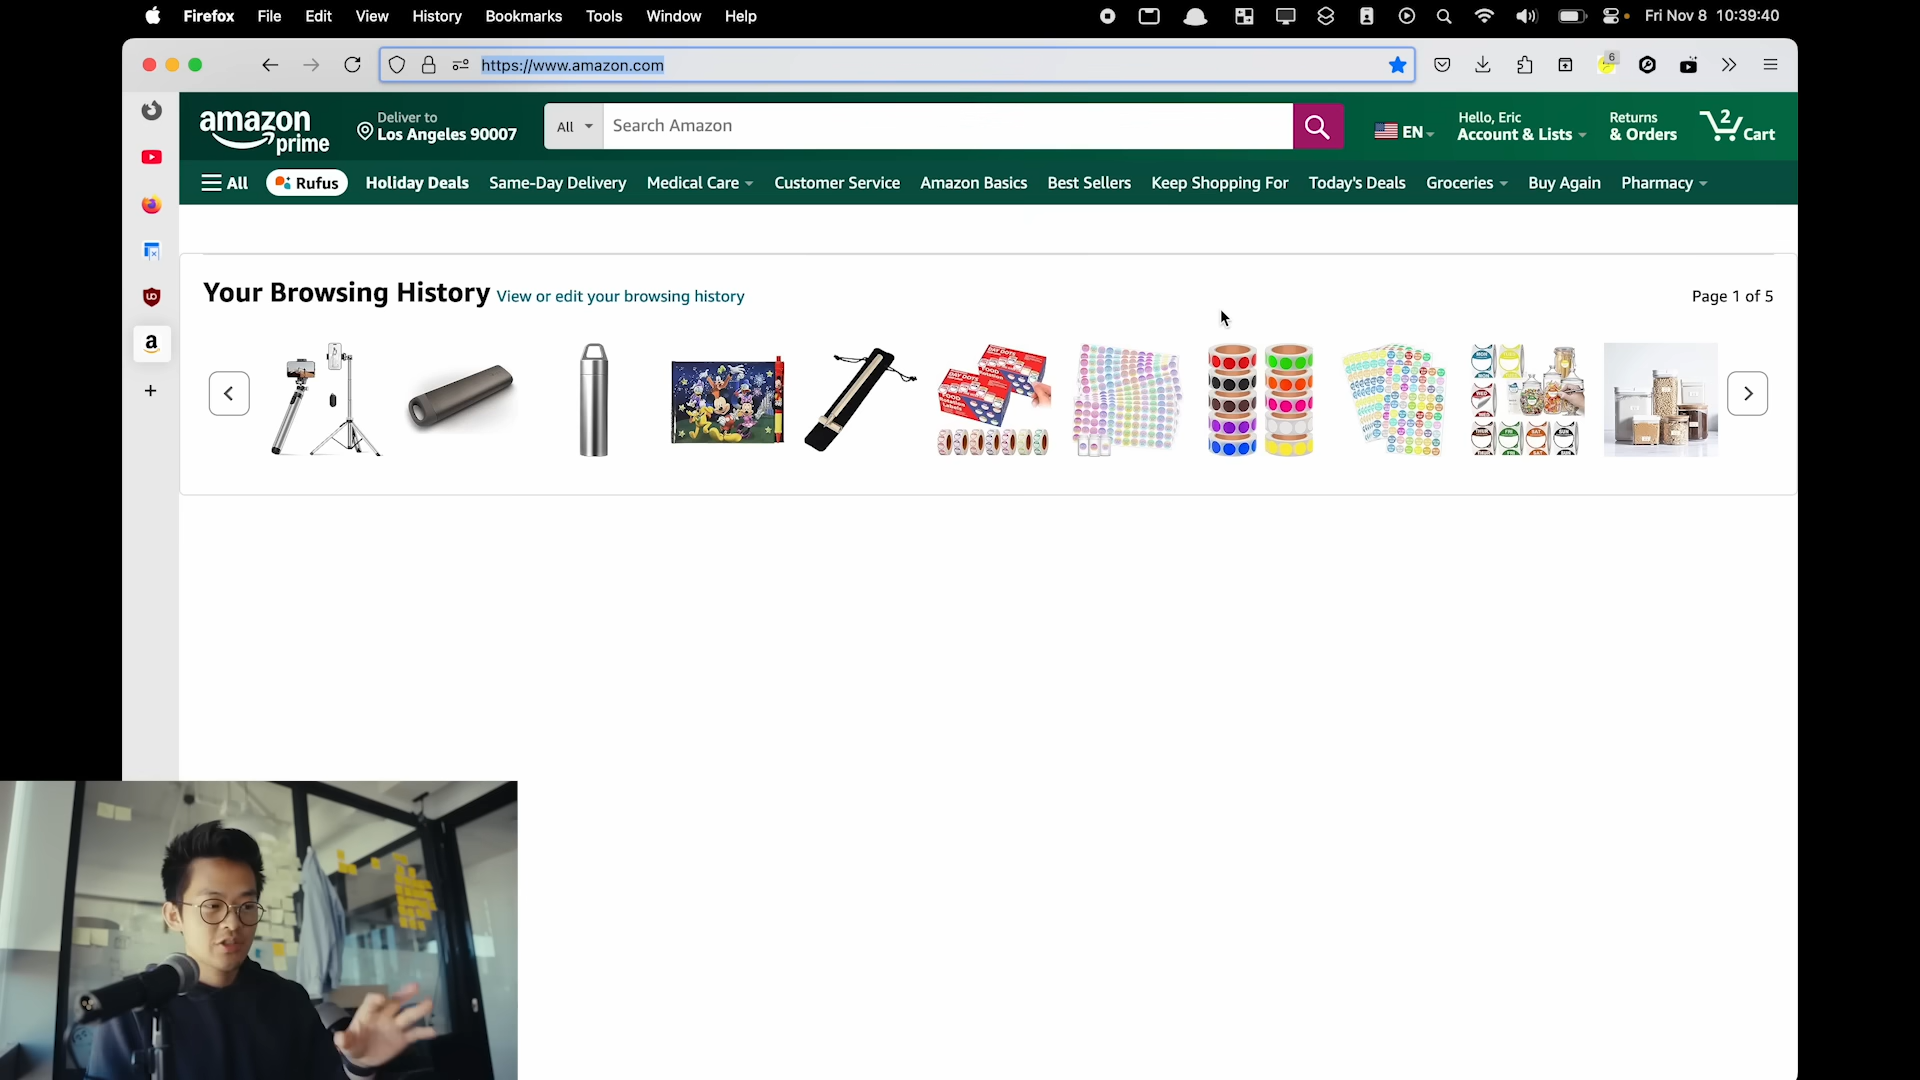 Firefox File Edit View History Bookmarks Tools Window Help Fri Nov 8 10:39:40
https://www.amazon.com
6
amazon prime
Deliver to
Los Angeles 90007
All
Search Amazon
EN
Hello, Eric
Account & Lists
Returns
& Orders
2
Cart
All Rufus Holiday Deals Same-Day Delivery Medical Care Customer Service Amazon Basics Best Sellers Keep Shopping For Today's Deals Groceries Buy Again Pharmacy
Your Browsing History View or edit your browsing history Page 1 of 5
a